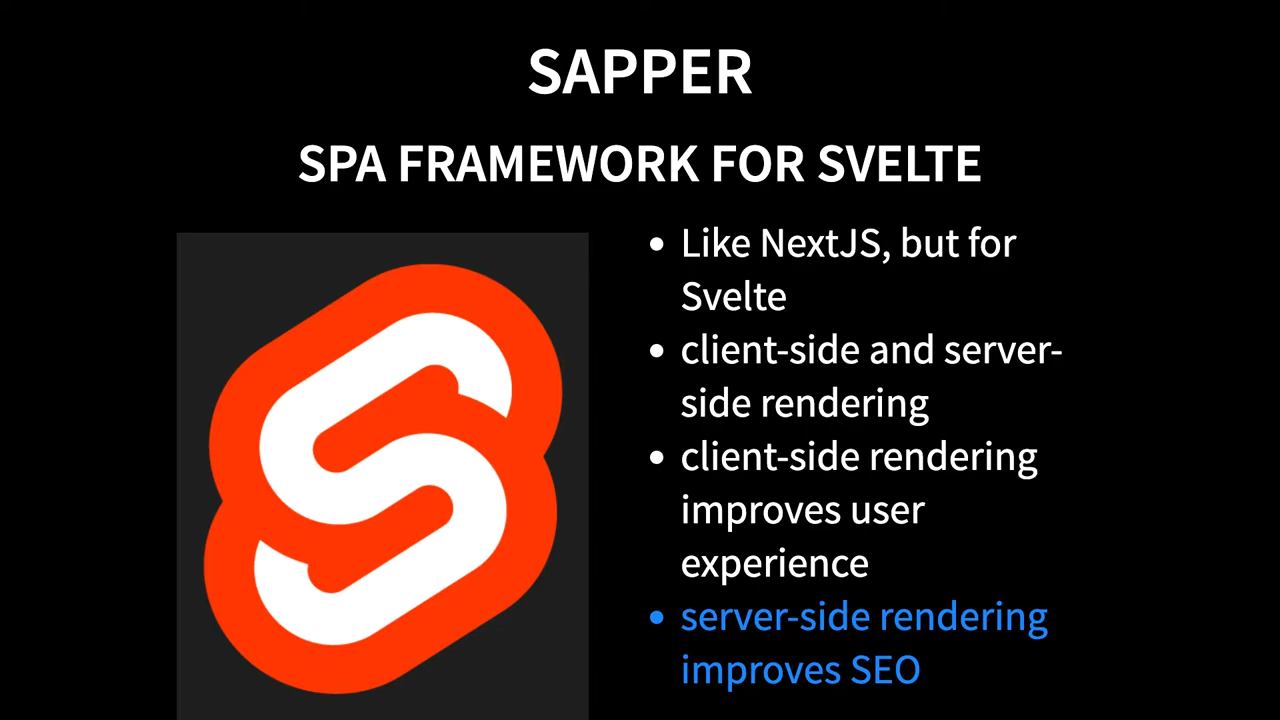 SAPPER
SPA FRAMEWORK FOR SVELTE
• Like NextJS, but for
Svelte
• client-side and server-
side rendering
• client-side rendering
improves user
experience
• server-side rendering
improves SEO